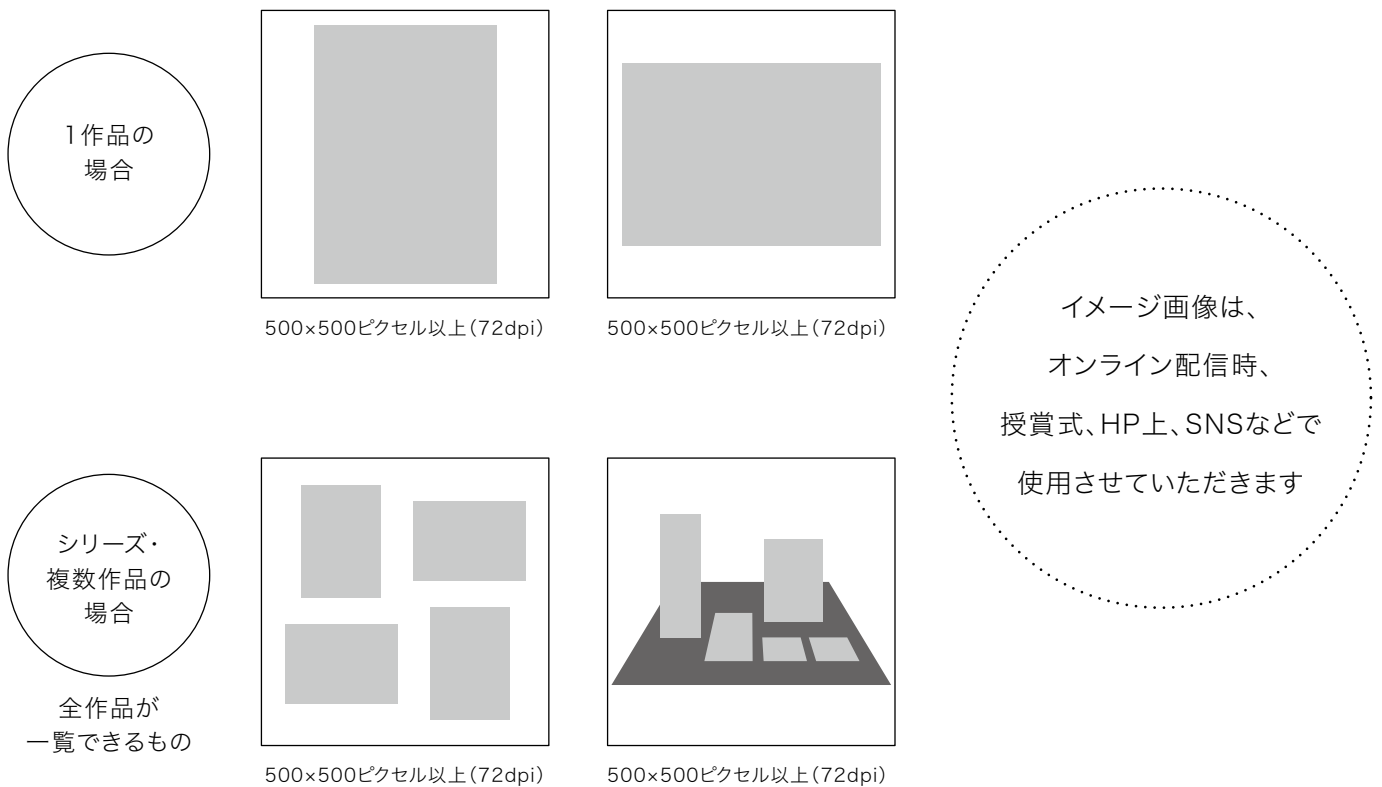 1作品の
場合
500×500ピクセル以上（72dpi）
500×500ピクセル以上（72dpi）
イメージ画像は、
オンライン配信時、
授賞式、HP上、SNSなどで
使用させていただきます
シリーズ・
複数作品の
場合
全作品が
一覧できるもの
500×500ピクセル以上（72dpi）
500×500ピクセル以上（72dpi）